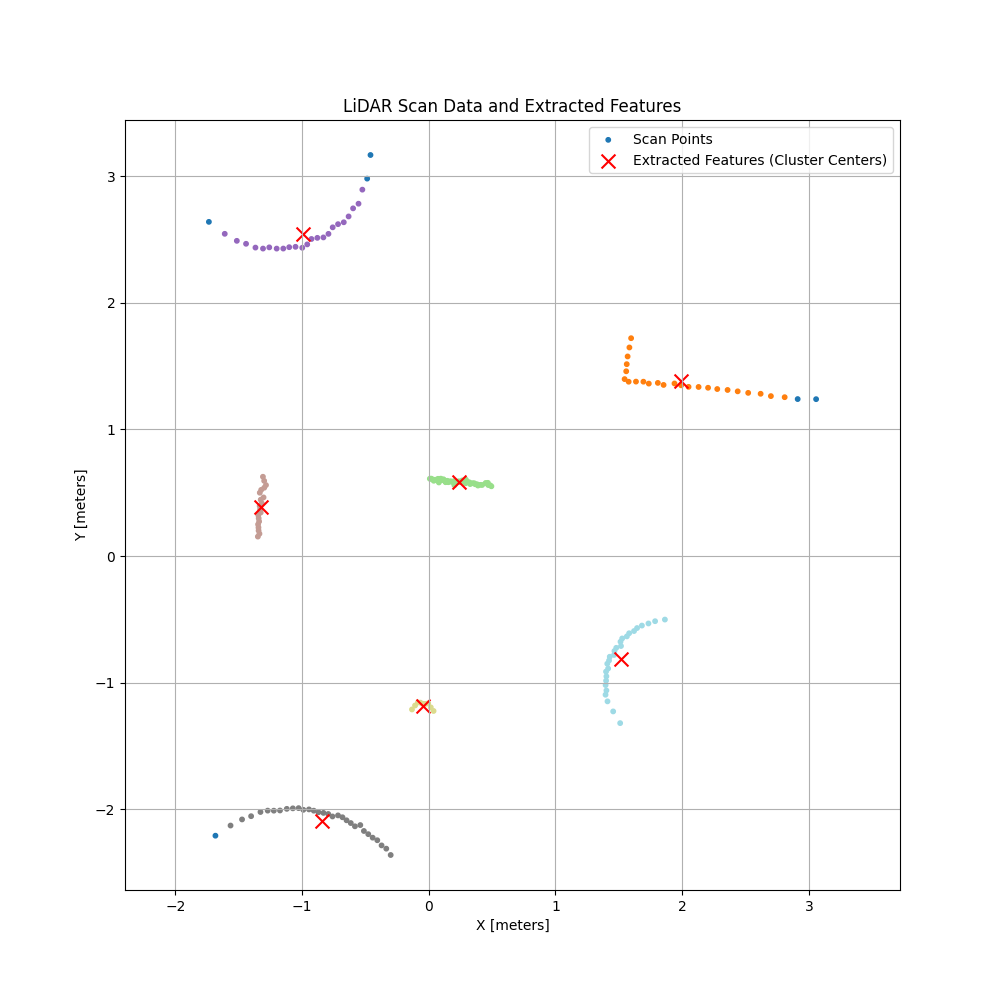 LiDAR Scan Data and Extracted Features
Scan Points
Extracted Features (Cluster Centers)
3
2
1
0
−1
−2
Y [meters]
−2
−1
0
1
2
3
X [meters]